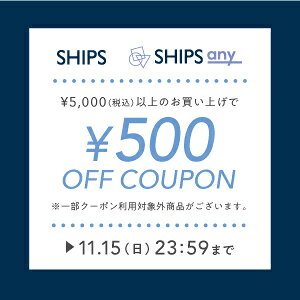 SHIPS SHIPS any
¥5,000(税込)以上のお買い上げで
¥500
OFF COUPON
※一部クーポン利用対象外商品がございます。
▶11.15(日)23:59まで